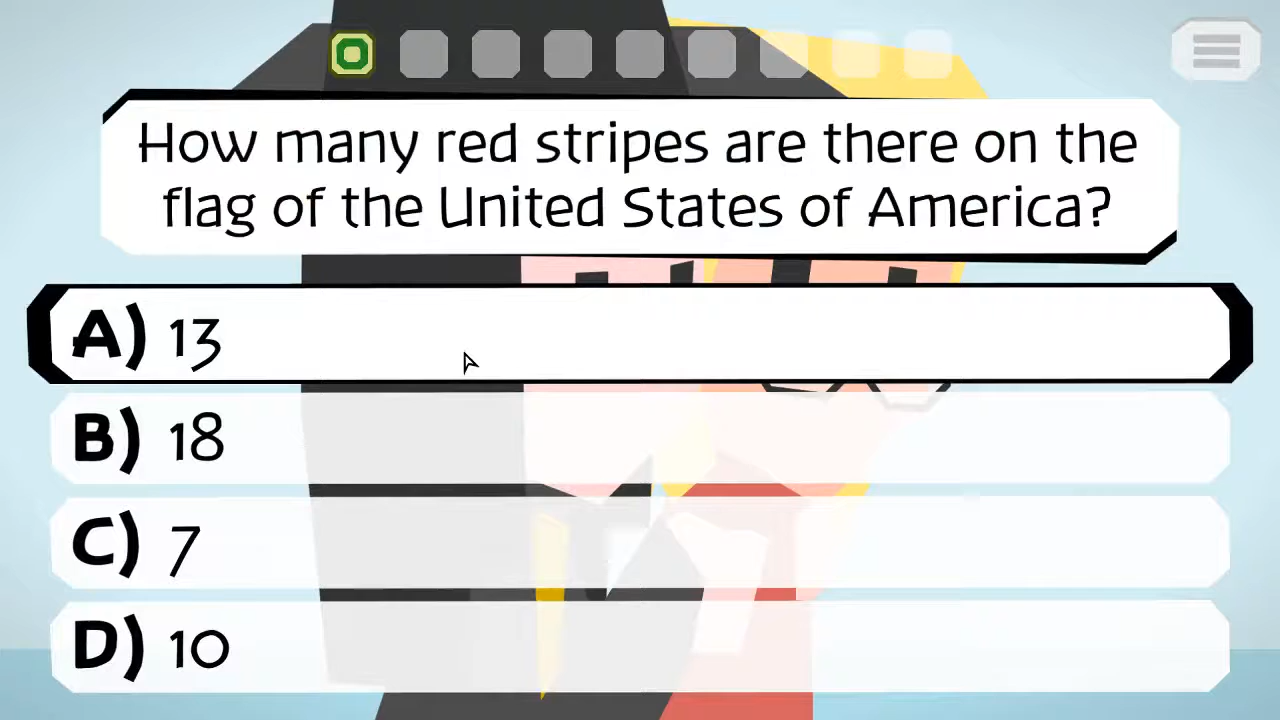 How many red stripes are there on the
flag of the United States of America?
A) 13
B) 18
C) 7
D) 10